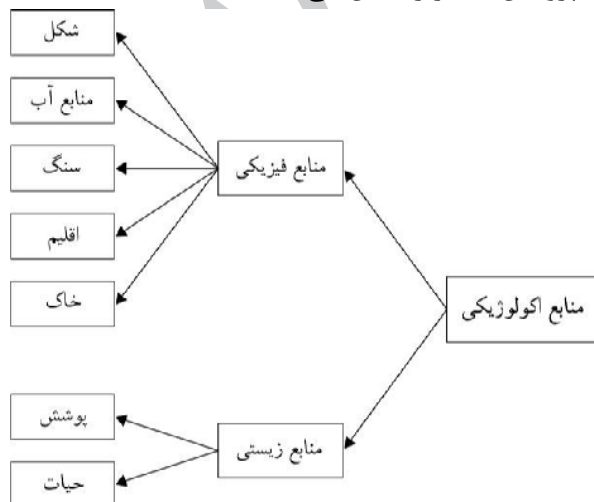 شکل
منابع آب
منابع فیزیکی
سنگ
اقلیم
خاک
منابع اکولوژیکی
پوشش
منابع زیستی
حیات